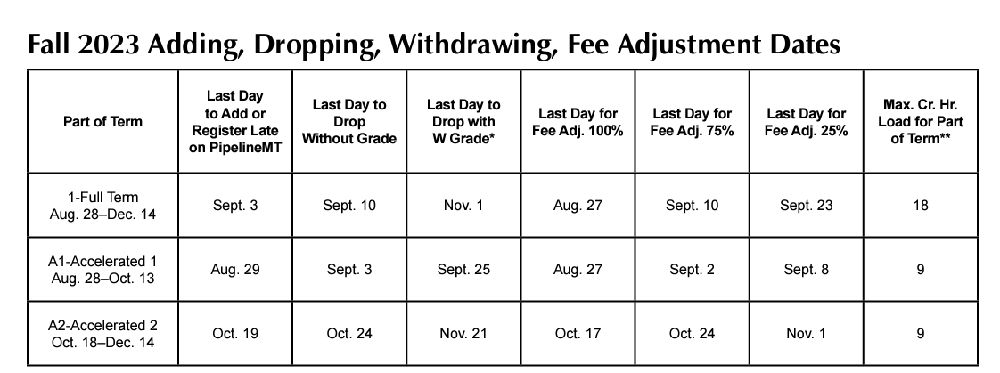 Fall 2023 Adding, Dropping, Withdrawing, Fee Adjustment Dates
Part of Term
Last Day
to Add or
Register Late
on PipelineMT
Last Day to
Drop
Without Grade
Last Day to
Drop with
W Grade*
Last Day for
Fee Adj. 100%
Last Day for
Fee Adj. 75%
Last Day for
Fee Adj. 25%
Max. Cr. Hr.
Load for Part
of Term**
1-Full Term
Aug. 28–Dec. 14
Sept. 3
Sept. 10
Nov. 1
Aug. 27
Sept. 10
Sept. 23
18
A1-Accelerated 1
Aug. 28–Oct. 13
Aug. 29
Sept. 3
Sept. 25
Aug. 27
Sept. 2
Sept. 8
9
A2-Accelerated 2
Oct. 18–Dec. 14
Oct. 19
Oct. 24
Nov. 21
Oct. 17
Oct. 24
Nov. 1
9